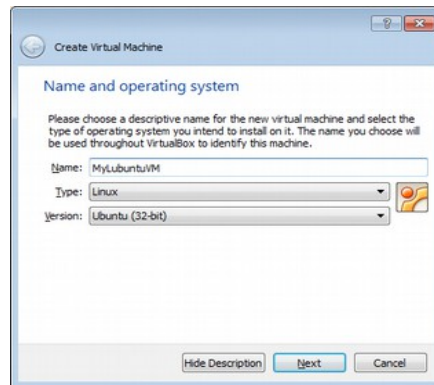 Create Virtual Machine
Name and operating system
Please choose a descriptive name for the new virtual machine and select the
type of operating system you intend to install on it. The name you choose will
be used throughout VirtualBox to identify this machine.
Name: MyLubuntuVM
Type: Linux
Version: Ubuntu (32-bit)
Hide Description Next Cancel